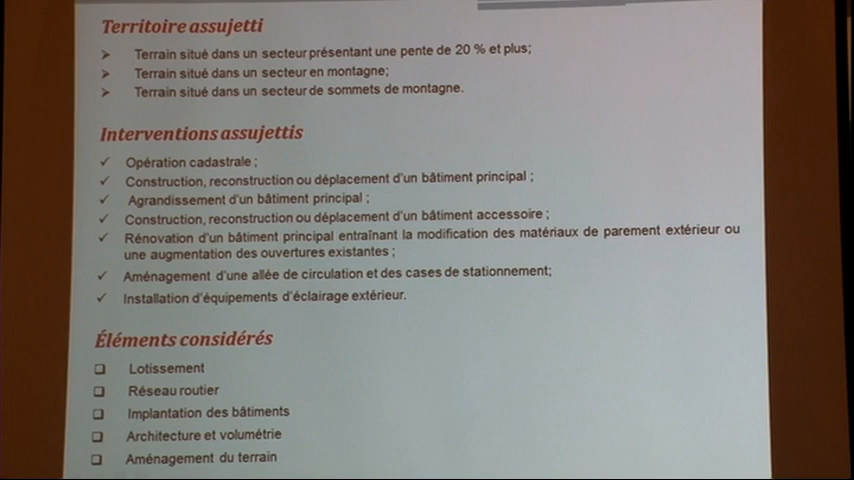 Territoire assujetti
Terrain situé dans un secteur présentant une pente de 20 % et plus;
Terrain situé dans un secteur en montagne;
Terrain situé dans un secteur de sommets de montagne.
Interventions assujettis
Opération cadastrale ;
Construction, reconstruction ou déplacement d'un bâtiment principal ;
Agrandissement d'un bâtiment principal ;
Construction, reconstruction ou déplacement d'un bâtiment accessoire ;
Rénovation d'un bâtiment principal entraînant la modification des matériaux de parement extérieur ou
une augmentation des ouvertures existantes ;
Aménagement d'une allée de circulation et des cases de stationnement;
Installation d'équipements d'éclairage extérieur.
Éléments considérés
Lotissement
Réseau routier
Implantation des bâtiments
Architecture et volumétrie
Aménagement du terrain